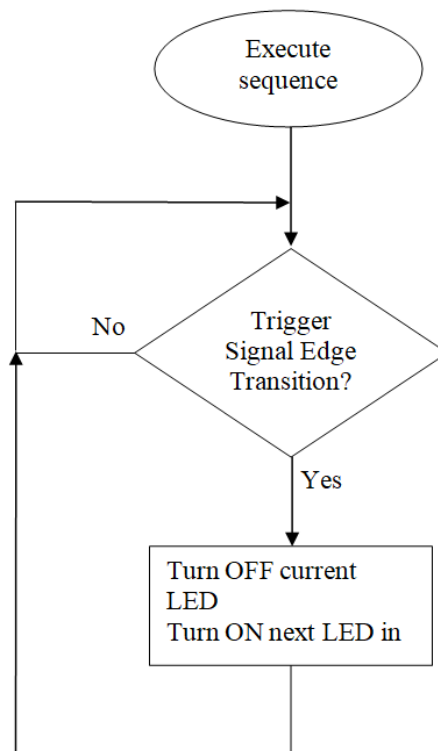 Execute
sequence
Trigger
Signal Edge
Transition?
No
Yes
Turn OFF current
LED
Turn ON next LED in